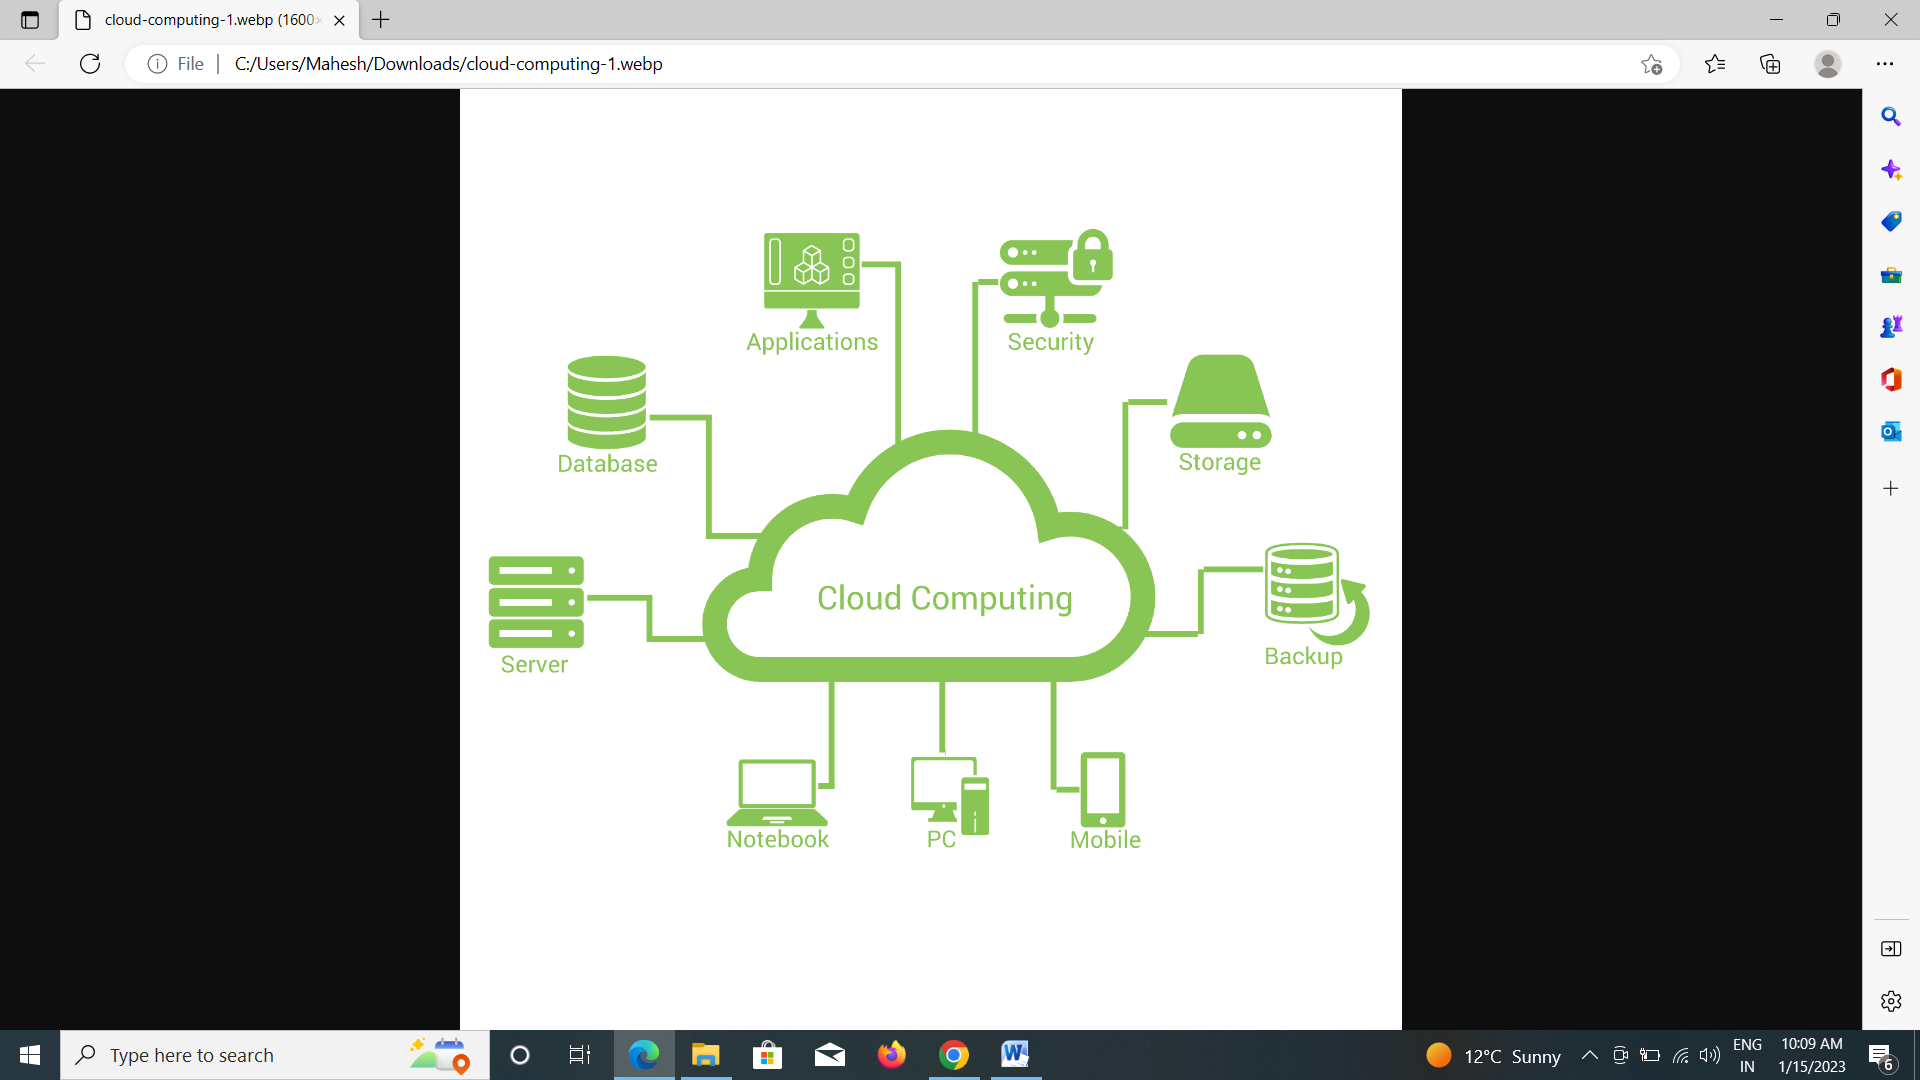 cloud-computing-1.webp (1600
File
C:/Users/Mahesh/Downloads/cloud-computing-1.webp
Applications
Security
Database
Storage
Cloud Computing
Server
Backup
Notebook
PC
Mobile
Type here to search
12°C Sunny
ENG
IN
10:09 AM
1/15/2023
6